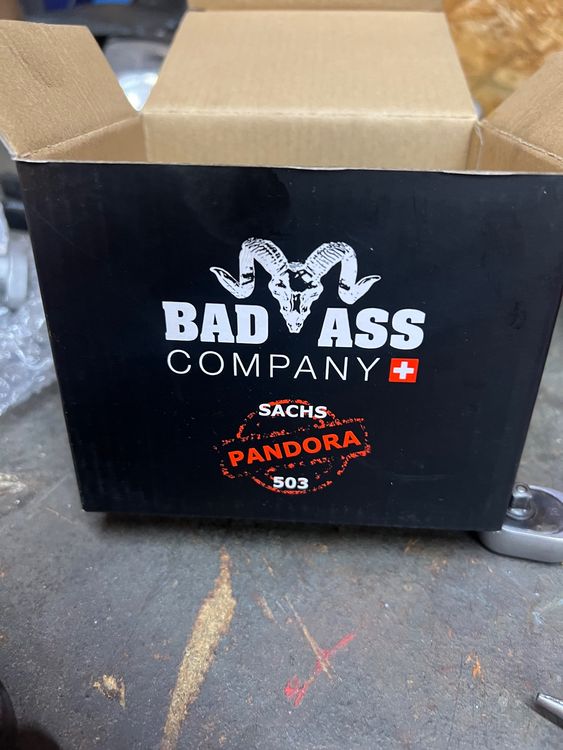 BAD ASS
COMPANY
SACHS
PANDORA
503